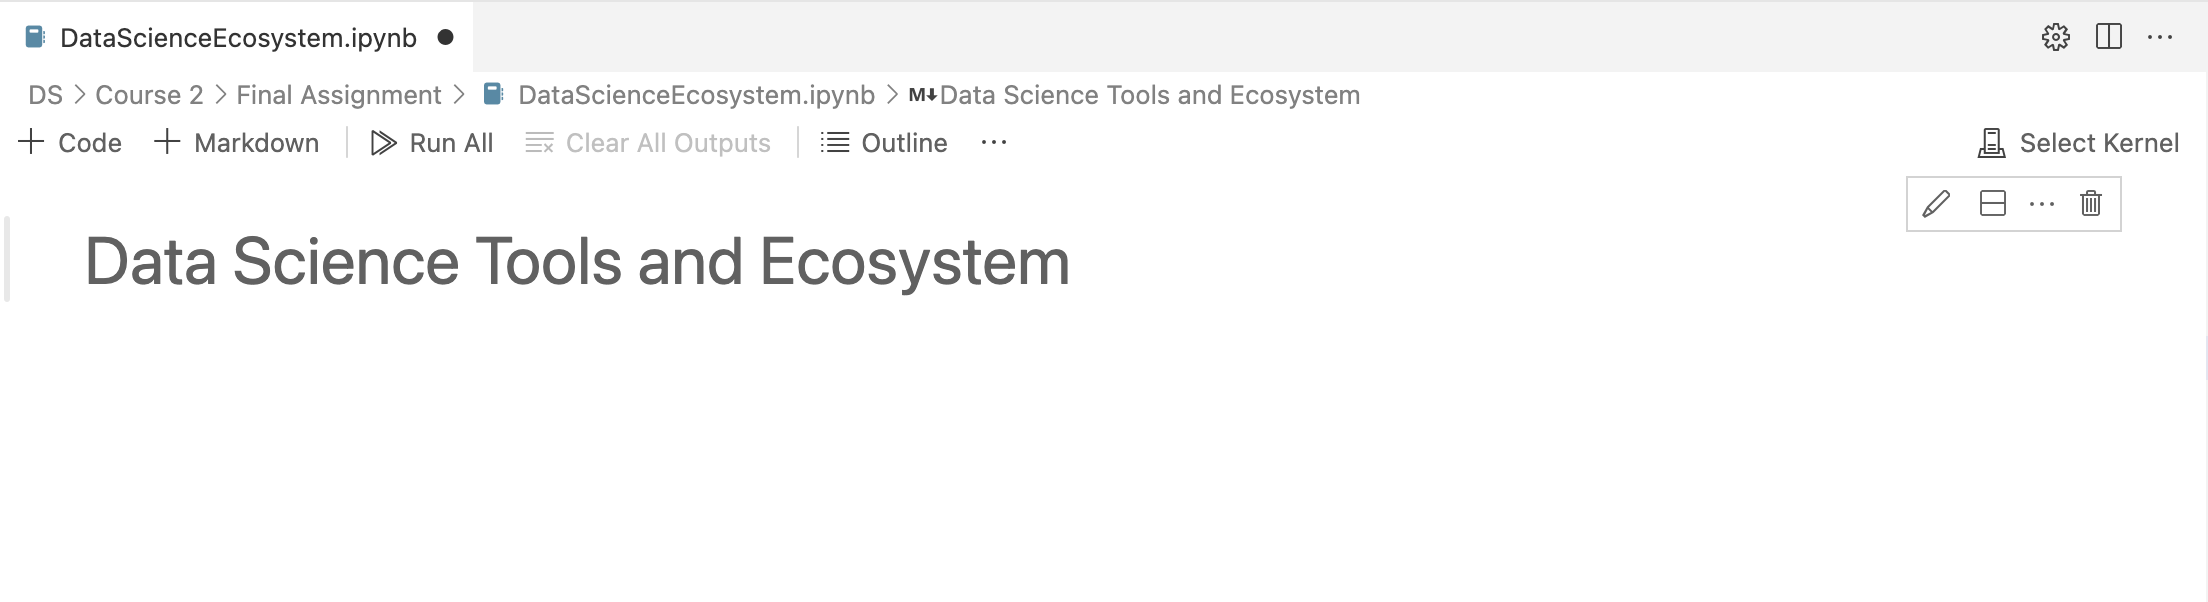 DataScienceEcosystem.ipynb
DS > Course 2 > Final Assignment > DataScienceEcosystem.ipynb > M↓ Data Science Tools and Ecosystem
+ Code + Markdown | Run All Clear All Outputs | Outline ... Select Kernel
Data Science Tools and Ecosystem